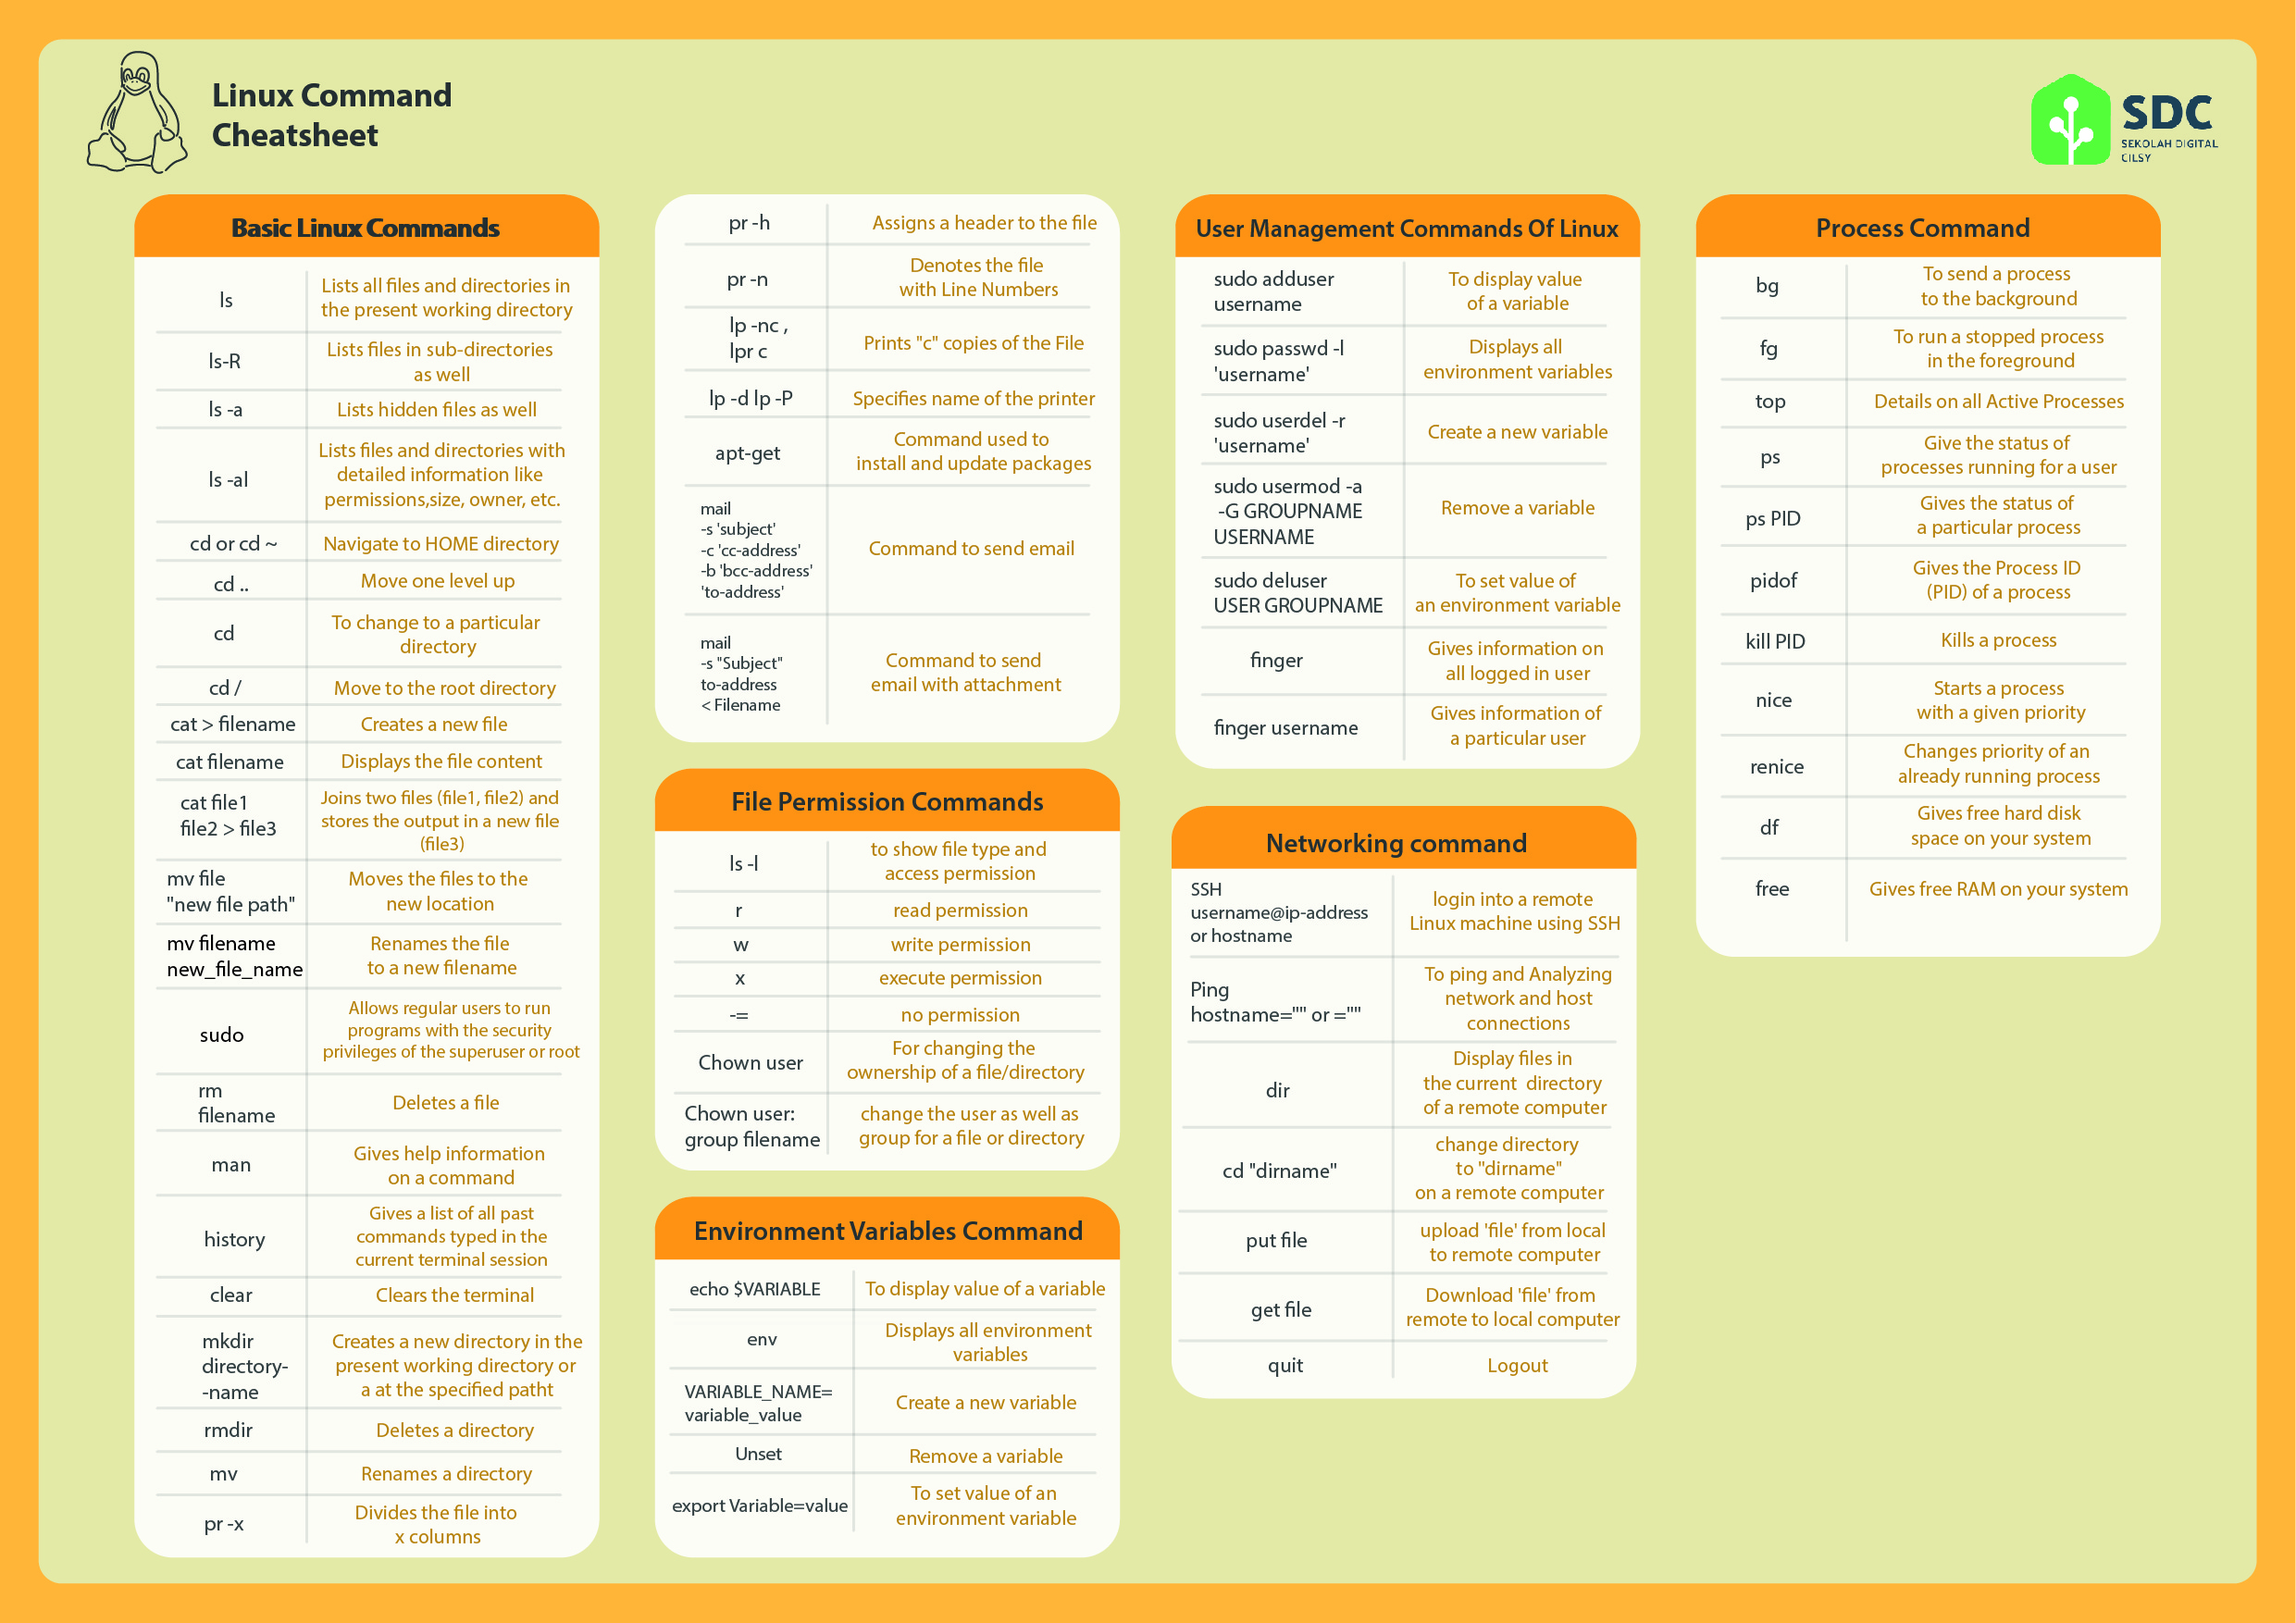 Linux Command
Cheatsheet
SDC
SEKOLAH DIGITAL
CILSY
Basic Linux Commands
ls
Lists all files and directories in
the present working directory
ls-R
Lists files in sub-directories
as well
ls -a
Lists hidden files as well
ls -al
Lists files and directories with
detailed information like
permissions,size, owner, etc.
cd or cd ~
Navigate to HOME directory
cd ..
Move one level up
cd
To change to a particular
directory
cd /
Move to the root directory
cat > filename
Creates a new file
cat filename
Displays the file content
cat file1
file2 > file3
Joins two files (file1, file2) and
stores the output in a new file
(file3)
mv file
"new file path"
Moves the files to the
new location
mv filename
new_file_name
Renames the file
to a new filename
sudo
Allows regular users to run
programs with the security
privileges of the superuser or root
rm
filename
Deletes a file
man
Gives help information
on a command
history
Gives a list of all past
commands typed in the
current terminal session
clear
Clears the terminal
mkdir
directory-
-name
Creates a new directory in the
present working directory or
a at the specified patht
rmdir
Deletes a directory
mv
Renames a directory
pr -x
Divides the file into
x columns
pr -h
Assigns a header to the file
pr -n
Denotes the file
with Line Numbers
lp -nc ,
lpr c
Prints "c" copies of the File
lp -d lp -P
Specifies name of the printer
apt-get
Command used to
install and update packages
mail
-s 'subject'
-c 'cc-address'
-b 'bcc-address'
'to-address'
Command to send email
mail
-s "Subject"
to-address
< Filename
Command to send
email with attachment
File Permission Commands
ls -l
to show file type and
access permission
r
read permission
w
write permission
x
execute permission
-=
no permission
Chown user
For changing the
ownership of a file/directory
Chown user:
group filename
change the user as well as
group for a file or directory
Environment Variables Command
echo $VARIABLE
To display value of a variable
env
Displays all environment
variables
VARIABLE_NAME=
variable_value
Create a new variable
Unset
Remove a variable
export Variable=value
To set value of an
environment variable
User Management Commands Of Linux
sudo adduser
username
To display value
of a variable
sudo passwd -l
'username'
Displays all
environment variables
sudo userdel -r
'username'
Create a new variable
sudo usermod -a
-G GROUPNAME
USERNAME
Remove a variable
sudo deluser
USER GROUPNAME
To set value of
an environment variable
finger
Gives information on
all logged in user
finger username
Gives information of
a particular user
Networking command
SSH
username@ip-address
or hostname
login into a remote
Linux machine using SSH
Ping
hostname="" or =""
To ping and Analyzing
network and host
connections
dir
Display files in
the current directory
of a remote computer
cd "dirname"
change directory
to "dirname"
on a remote computer
put file
upload 'file' from local
to remote computer
get file
Download 'file' from
remote to local computer
quit
Logout
Process Command
bg
To send a process
to the background
fg
To run a stopped process
in the foreground
top
Details on all Active Processes
ps
Give the status of
processes running for a user
ps PID
Gives the status of
a particular process
pidof
Gives the Process ID
(PID) of a process
kill PID
Kills a process
nice
Starts a process
with a given priority
renice
Changes priority of an
already running process
df
Gives free hard disk
space on your system
free
Gives free RAM on your system